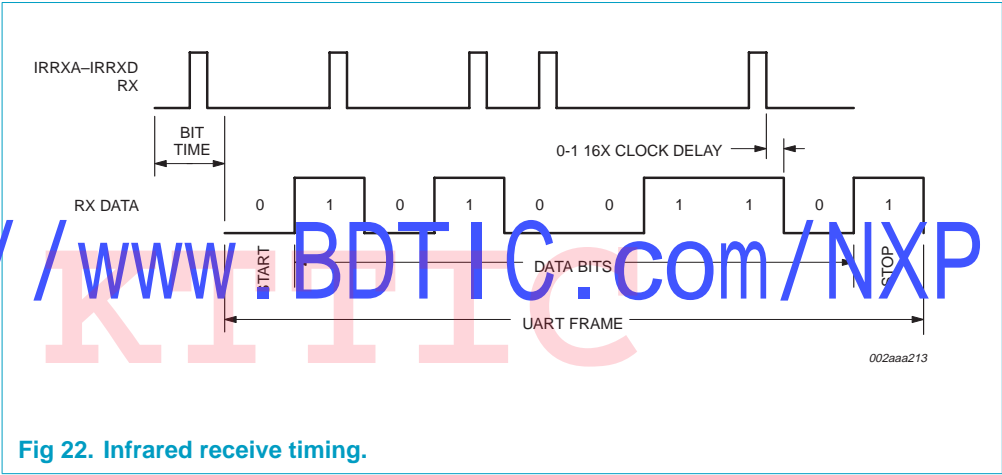 IRRXA–IRRXD
RX
BIT
TIME
0-1 16X CLOCK DELAY
RX DATA
0 1 0 1 0 0 1 1 0 1
START
DATA BITS
STOP
//www.BDTIC.com/NXP
KTTIC
UART FRAME
002aaa213
Fig 22. Infrared receive timing.